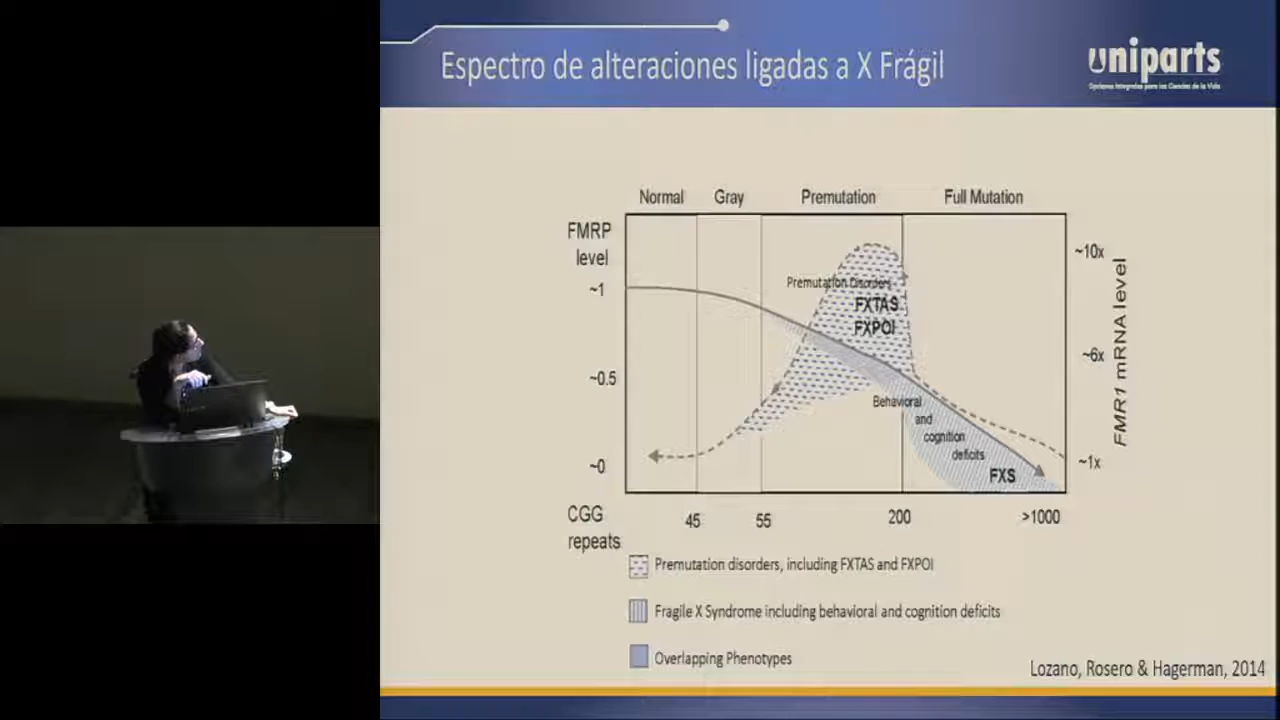 Espectro de alteraciones ligadas a X Frágil
uniparts
Opciones Integrales para las Ciencias de la Vida
Normal Gray Premutation Full Mutation
FMRP
level
~1
~0.5
~0
~10x
~6x
~1x
FMR1 mRNA level
Premutation Disorders
FXTAS
FXPOI
Behavioral
and
cognition
deficits
FXS
CGG
repeats
45 55 200 >1000
Premutation disorders, including FXTAS and FXPOI
Fragile X Syndrome including behavioral and cognition deficits
Overlapping Phenotypes
Lozano, Rosero & Hagerman, 2014